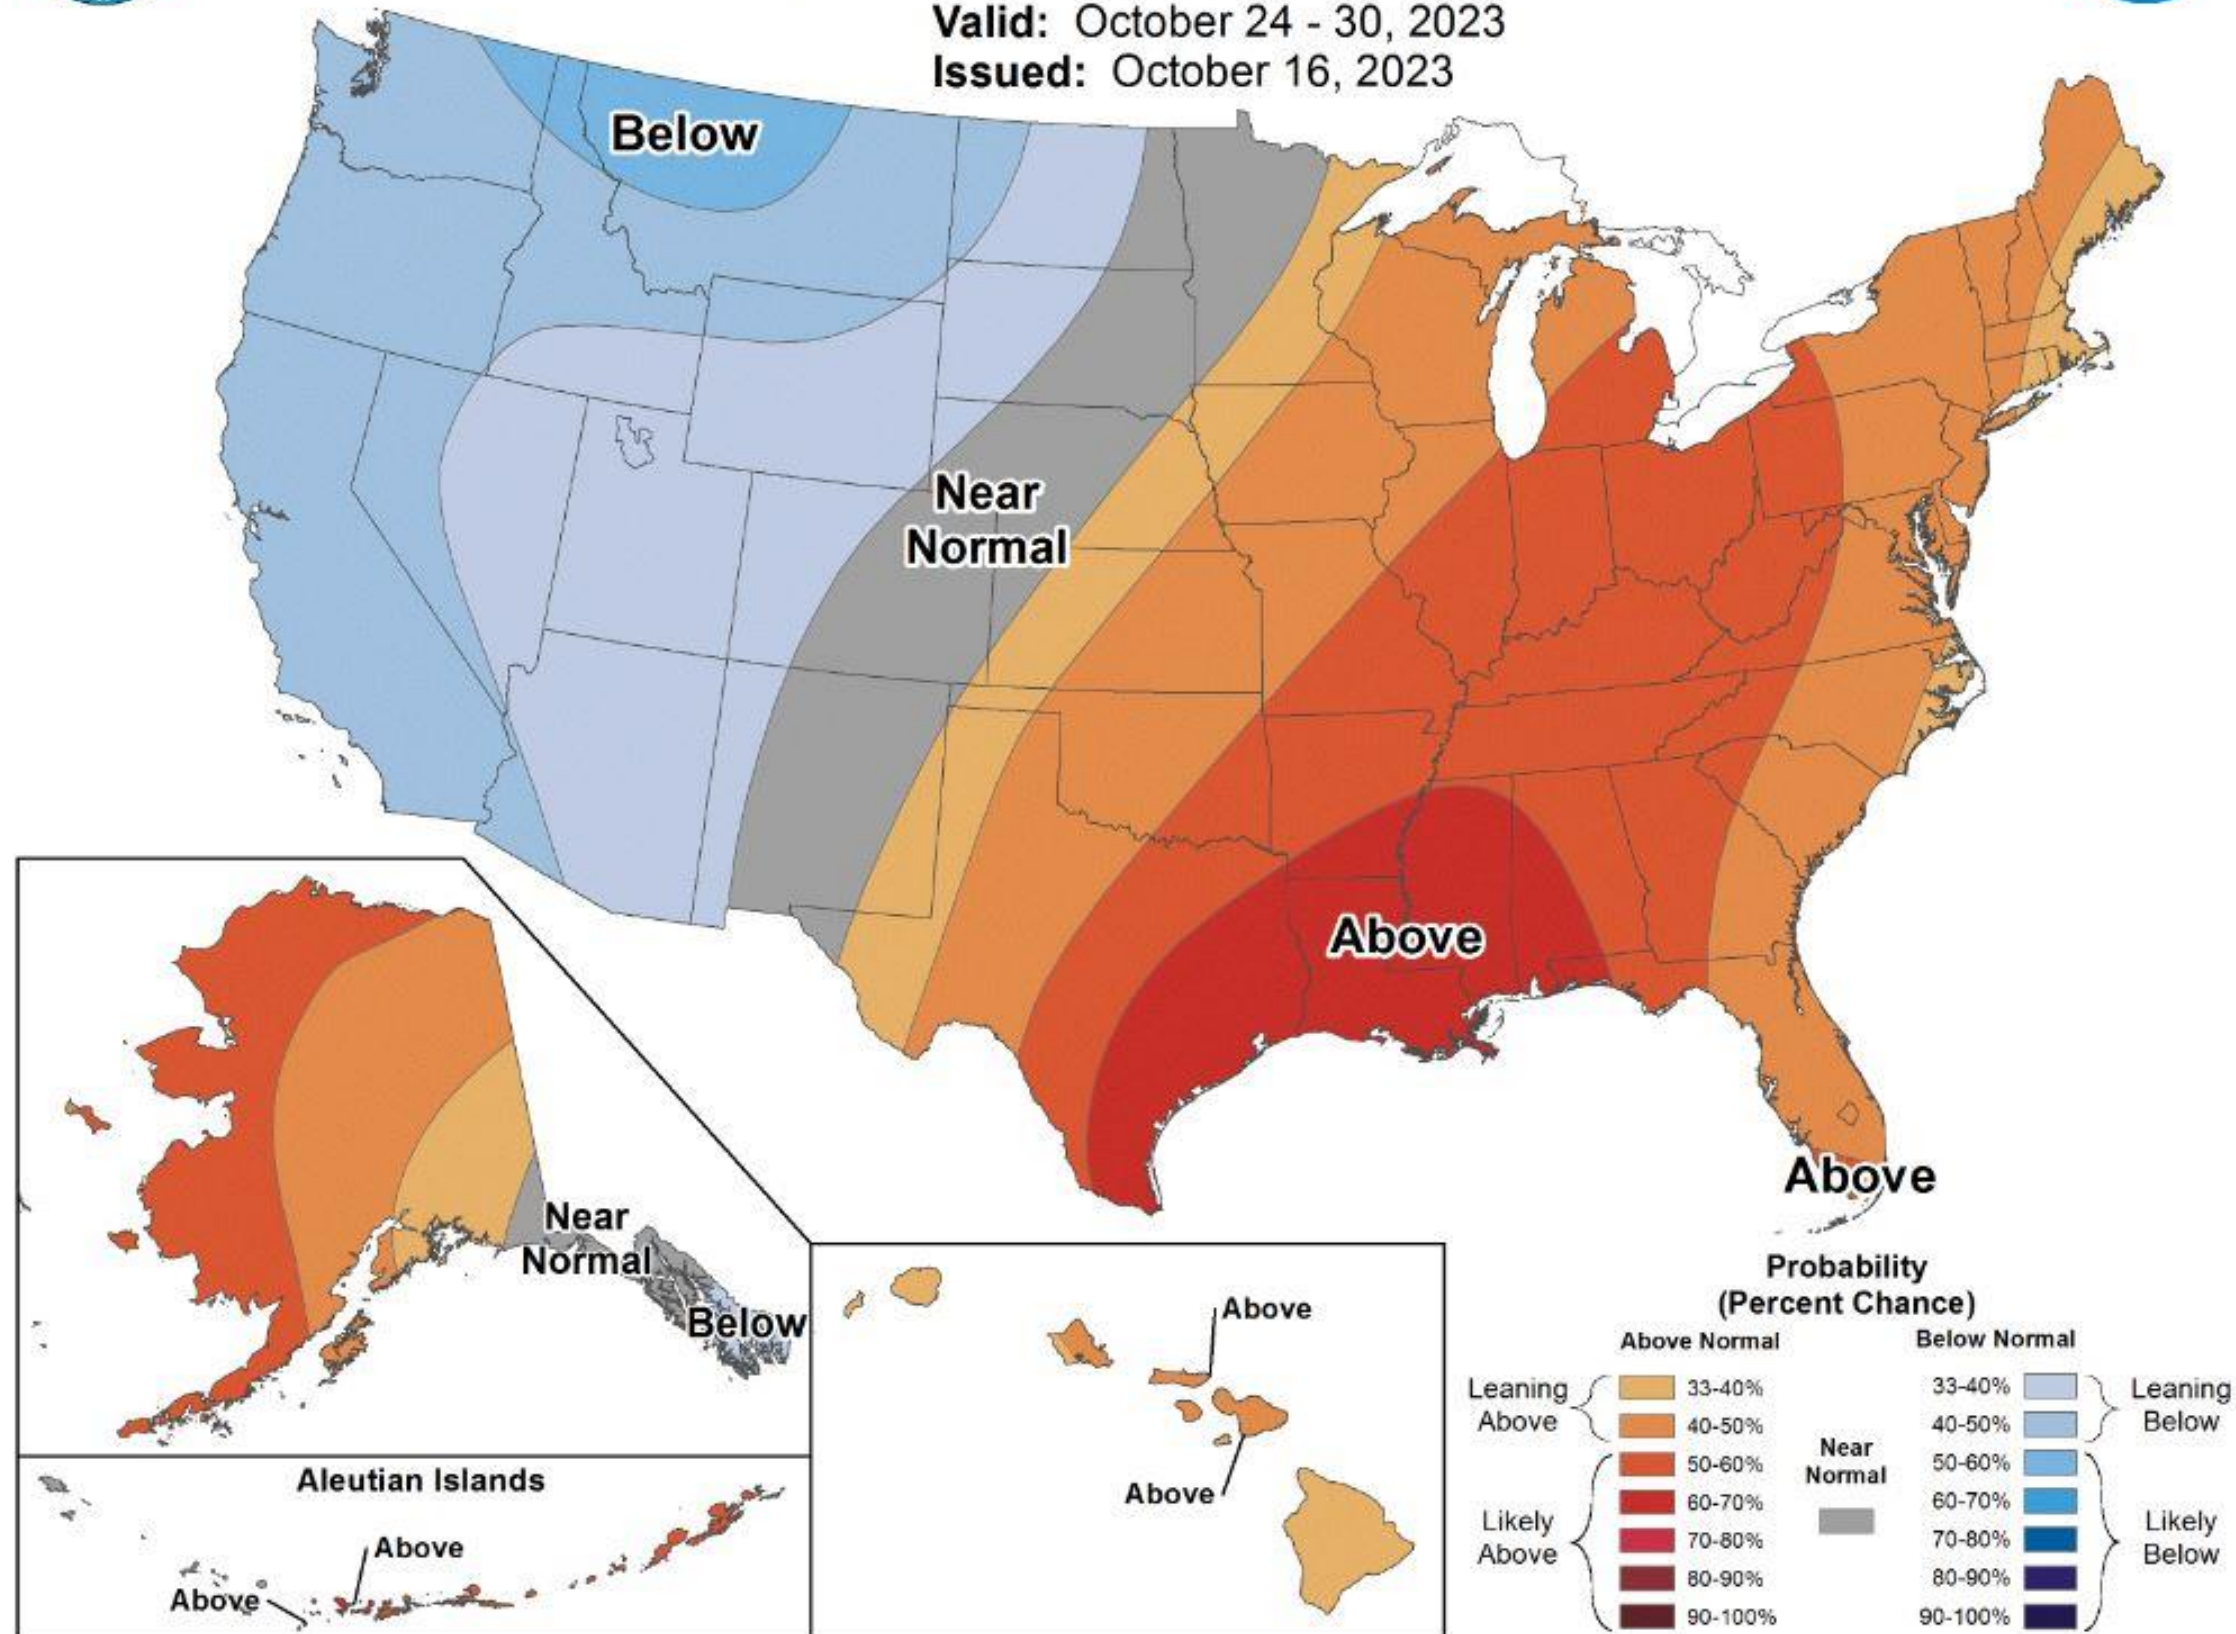 Valid: October 24 - 30, 2023
Issued: October 16, 2023
Below
Near
Normal
Above
Above
Near
Normal
Below
Aleutian Islands
Above
Above
Above
Above
Probability
(Percent Chance)
Above Normal
Below Normal
Leaning
Above
33-40%
40-50%
50-60%
60-70%
70-80%
80-90%
90-100%
Likely
Above
Near
Normal
33-40%
40-50%
50-60%
60-70%
70-80%
80-90%
90-100%
Leaning
Below
Likely
Below